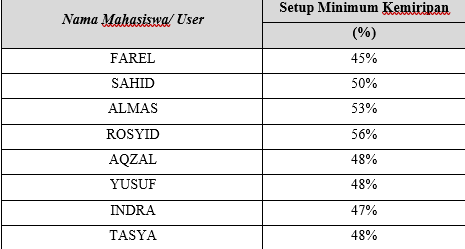 Nama Mahasiswa/ User Setup Minimum Kemiripan
(%)
FAREL 45%
SAHID 50%
ALMAS 53%
ROSYID 56%
AQZAL 48%
YUSUF 48%
INDRA 47%
TASYA 48%